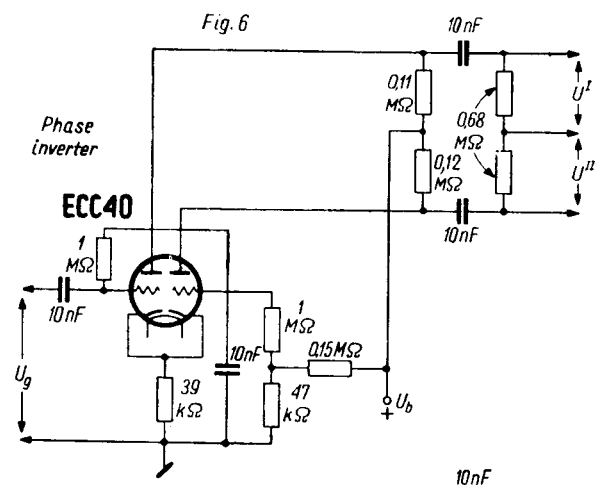 Fig. 6
10nF
0,11
MΩ
U^I
Phase
inverter
0,68
MΩ
0,12
MΩ
U^II
ECC40
10nF
1
MΩ
10nF
1
MΩ
10nF
0,15MΩ
U_g
39
kΩ
47
kΩ
U_b
+
10nF